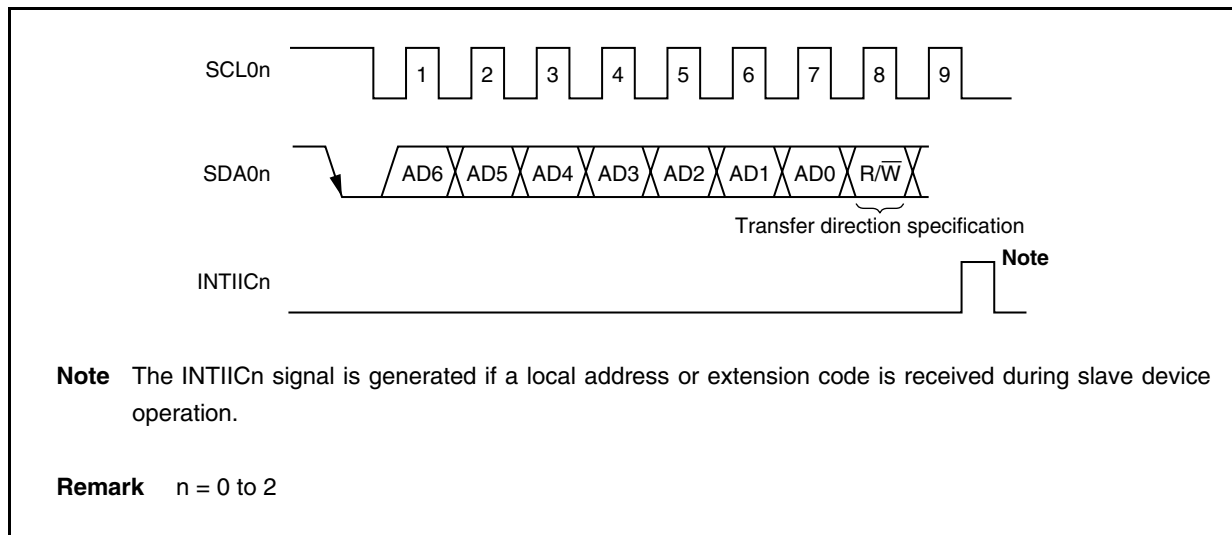 SCL0n 1 2 3 4 5 6 7 8 9
SDA0n AD6 AD5 AD4 AD3 AD2 AD1 AD0 R/W̅
Transfer direction specification
INTIICn Note
Note The INTIICn signal is generated if a local address or extension code is received during slave device
operation.
Remark n = 0 to 2